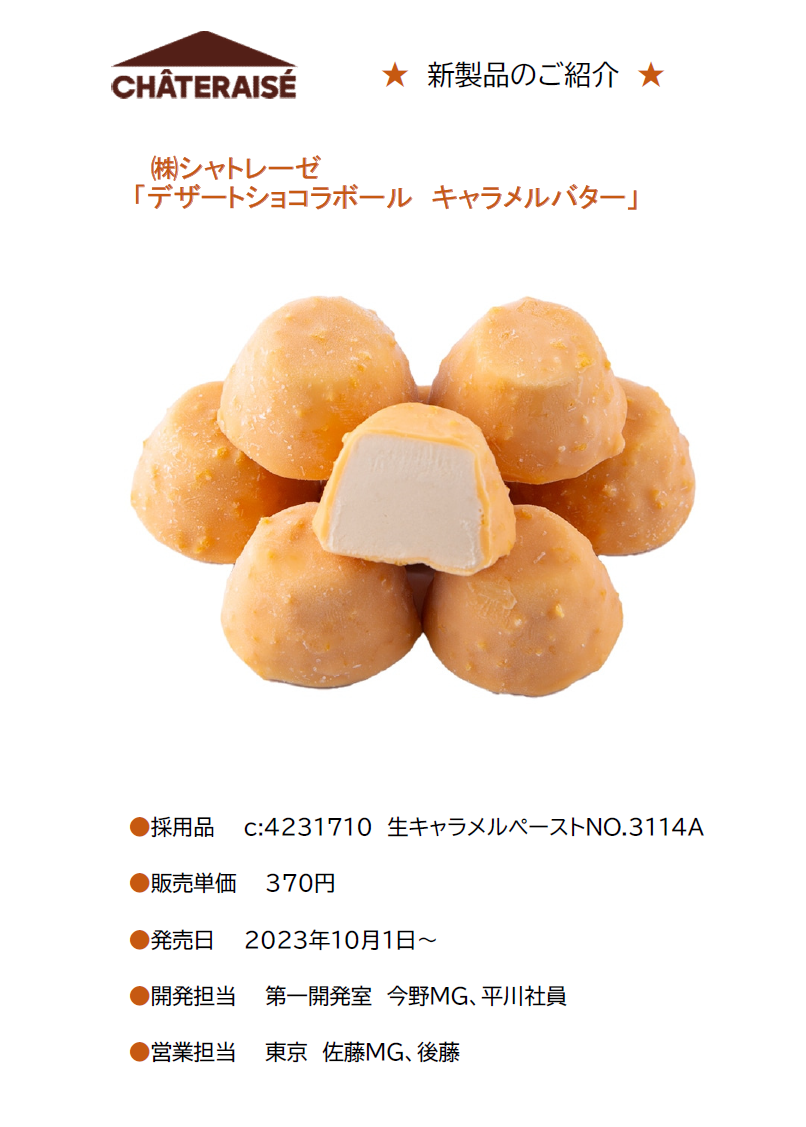 CHÂTERAISÉ
★ 新製品のご紹介 ★
㈱シャトレーゼ
「デザートショコラボール　キャラメルバター」
●採用品　c:4231710　生キャラメルペーストNO.3114A
●販売単価　370円
●発売日　2023年10月1日～
●開発担当　第一開発室　今野MG、平川社員
●営業担当　東京　佐藤MG、後藤